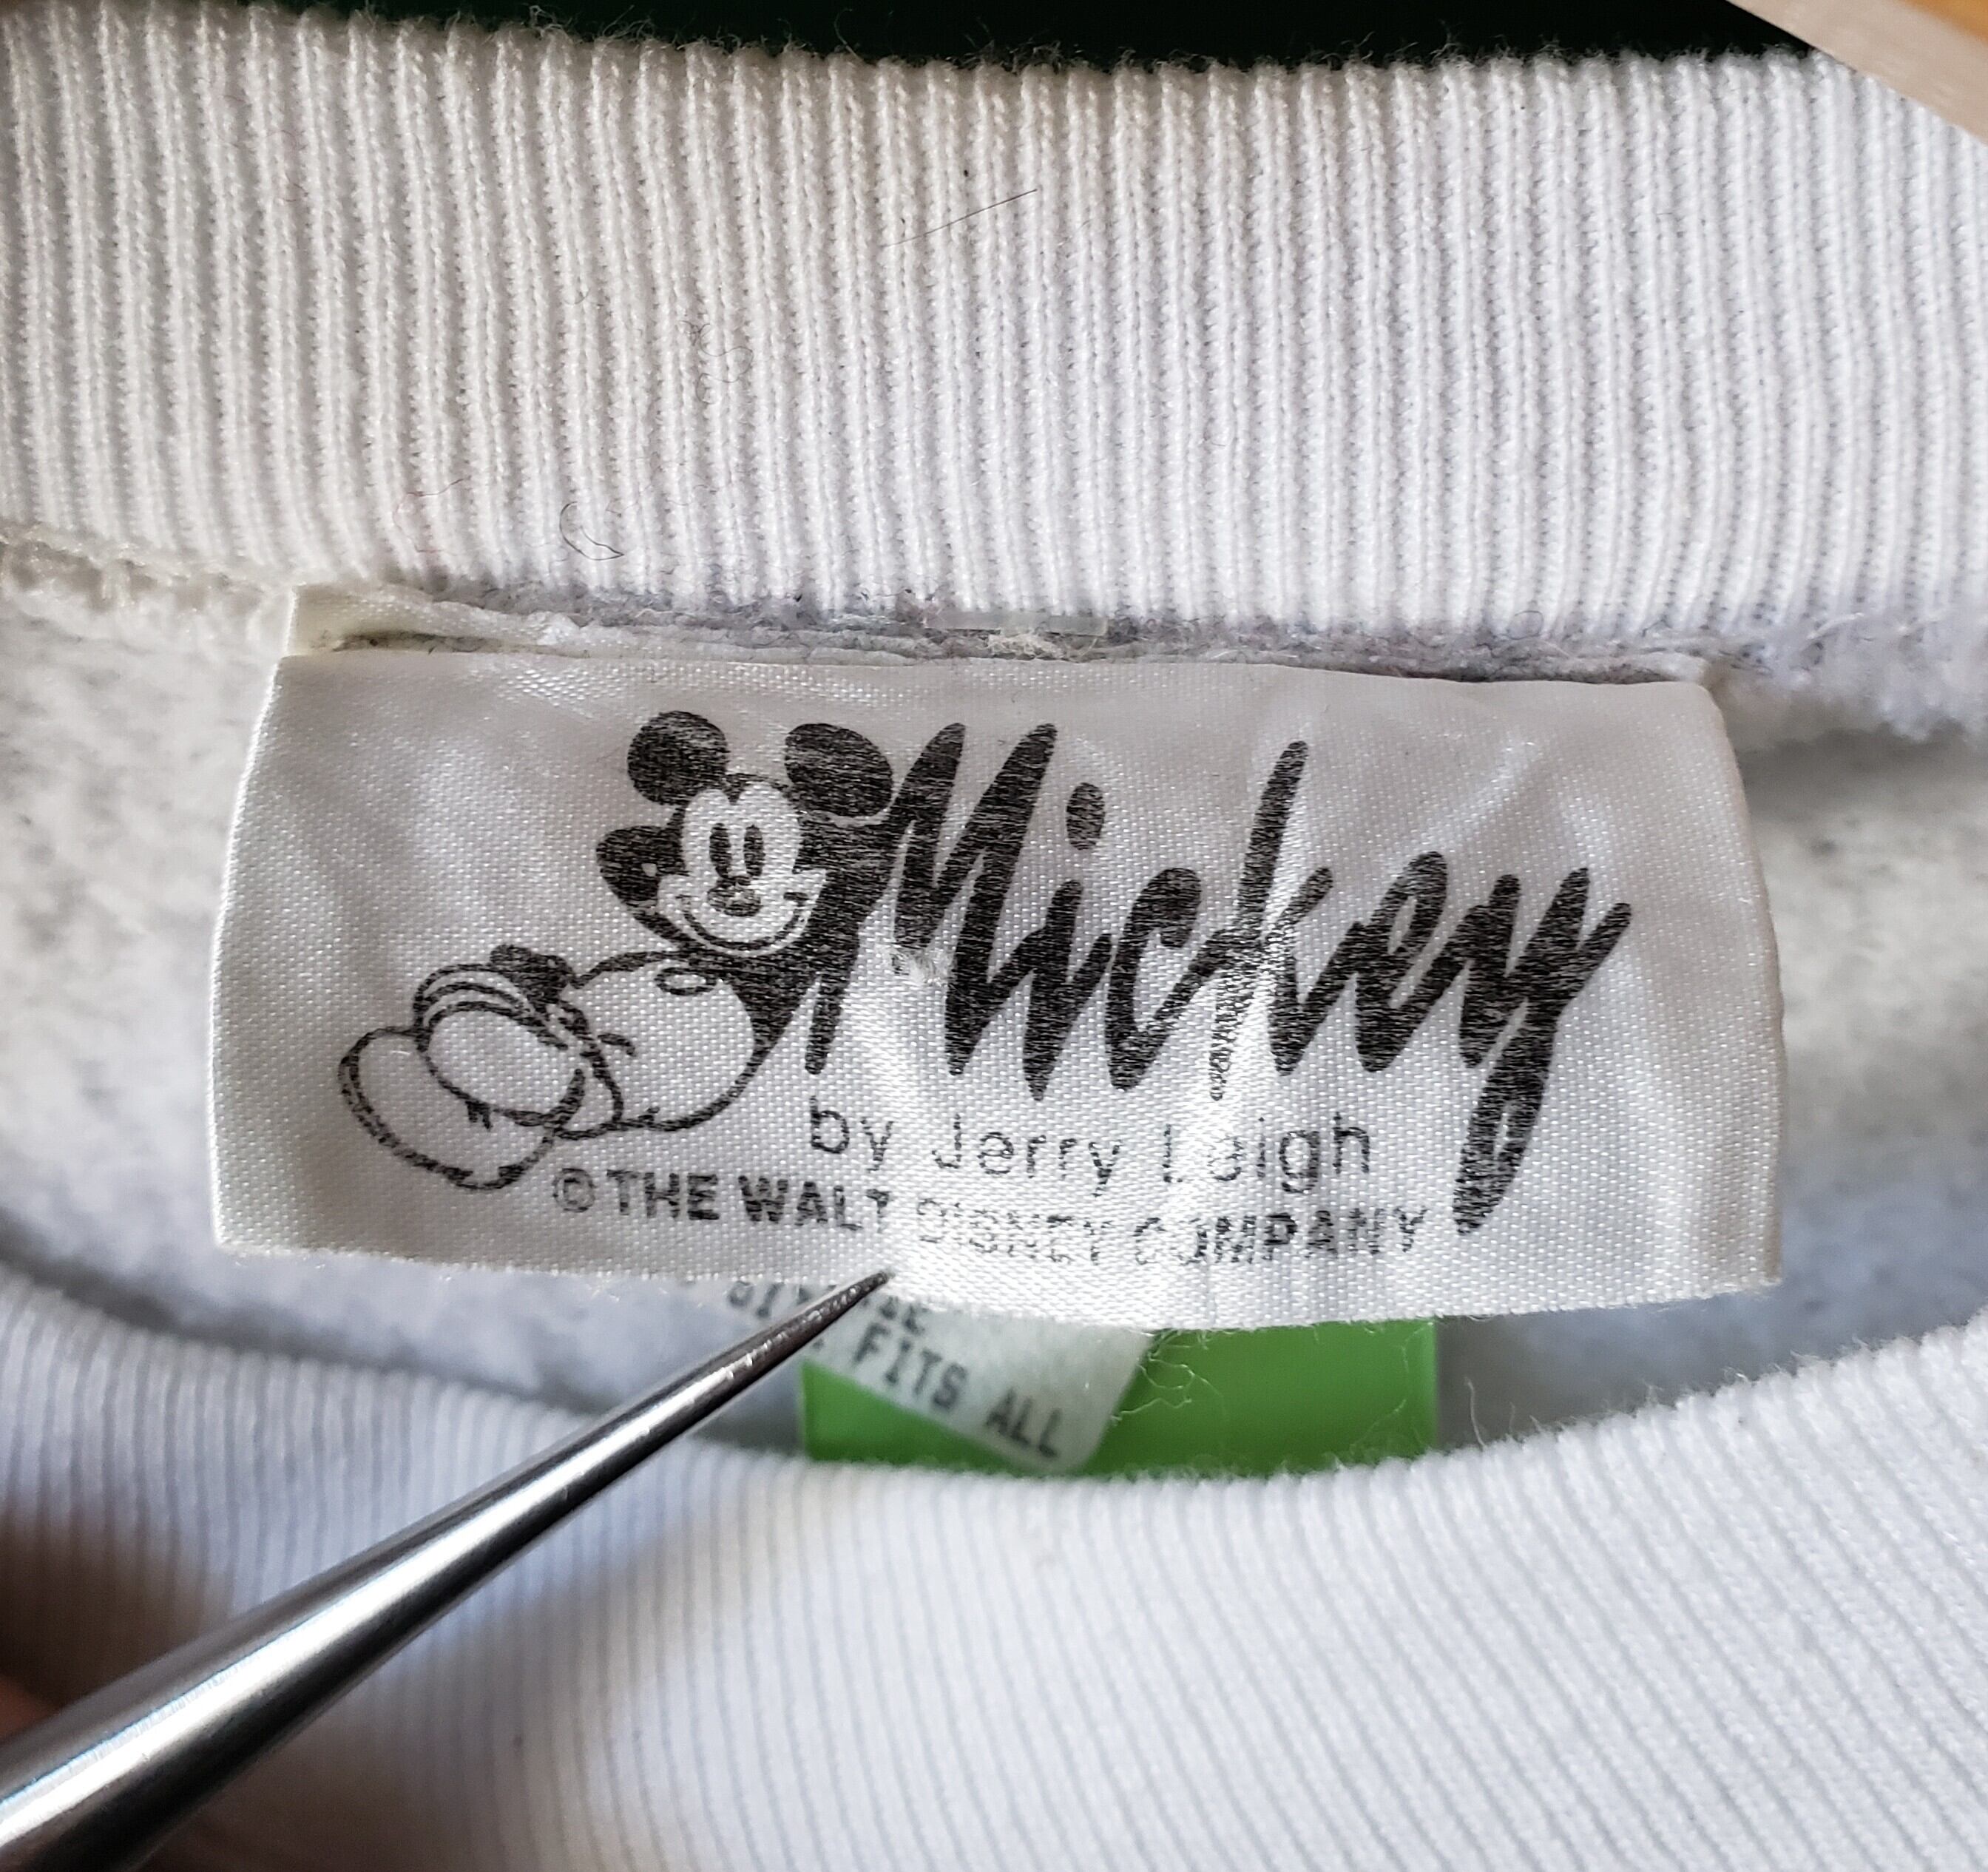 Mickey
by Jerry Leigh
©THE WALT DISNEY COMPANY
FITS ALL